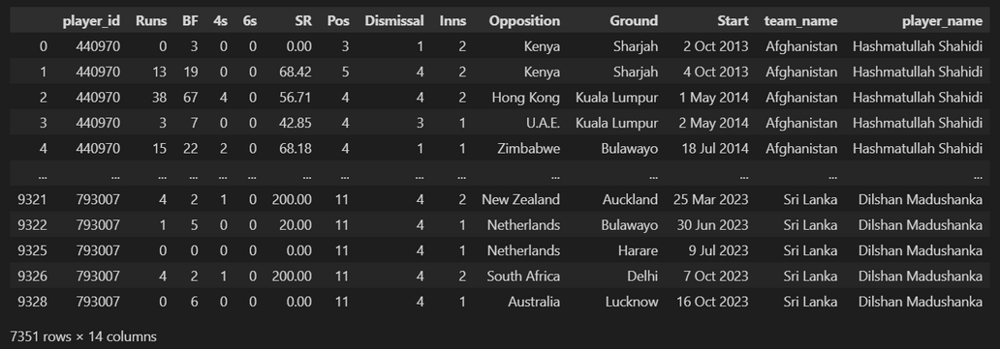 player_id Runs BF 4s 6s SR Pos Dismissal Inns Opposition Ground Start team_name player_name
0 440970 0 3 0 0 0.00 3 1 2 Kenya Sharjah 2 Oct 2013 Afghanistan Hashmatullah Shahidi
1 440970 13 19 0 0 68.42 5 4 2 Kenya Sharjah 4 Oct 2013 Afghanistan Hashmatullah Shahidi
2 440970 38 67 4 0 56.71 4 4 2 Hong Kong Kuala Lumpur 1 May 2014 Afghanistan Hashmatullah Shahidi
3 440970 3 7 0 0 42.85 4 3 1 U.A.E. Kuala Lumpur 2 May 2014 Afghanistan Hashmatullah Shahidi
4 440970 15 22 2 0 68.18 4 1 1 Zimbabwe Bulawayo 18 Jul 2014 Afghanistan Hashmatullah Shahidi
... ... ... ... ... ... ... ... ... ... ... ... ... ... ...
9321 793007 4 2 1 0 200.00 11 4 2 New Zealand Auckland 25 Mar 2023 Sri Lanka Dilshan Madushanka
9322 793007 1 5 0 0 20.00 11 4 1 Netherlands Bulawayo 30 Jun 2023 Sri Lanka Dilshan Madushanka
9325 793007 0 0 0 0 0.00 11 4 1 Netherlands Harare 9 Jul 2023 Sri Lanka Dilshan Madushanka
9326 793007 4 2 1 0 200.00 11 4 2 South Africa Delhi 7 Oct 2023 Sri Lanka Dilshan Madushanka
9328 793007 0 6 0 0 0.00 11 4 1 Australia Lucknow 16 Oct 2023 Sri Lanka Dilshan Madushanka
7351 rows × 14 columns